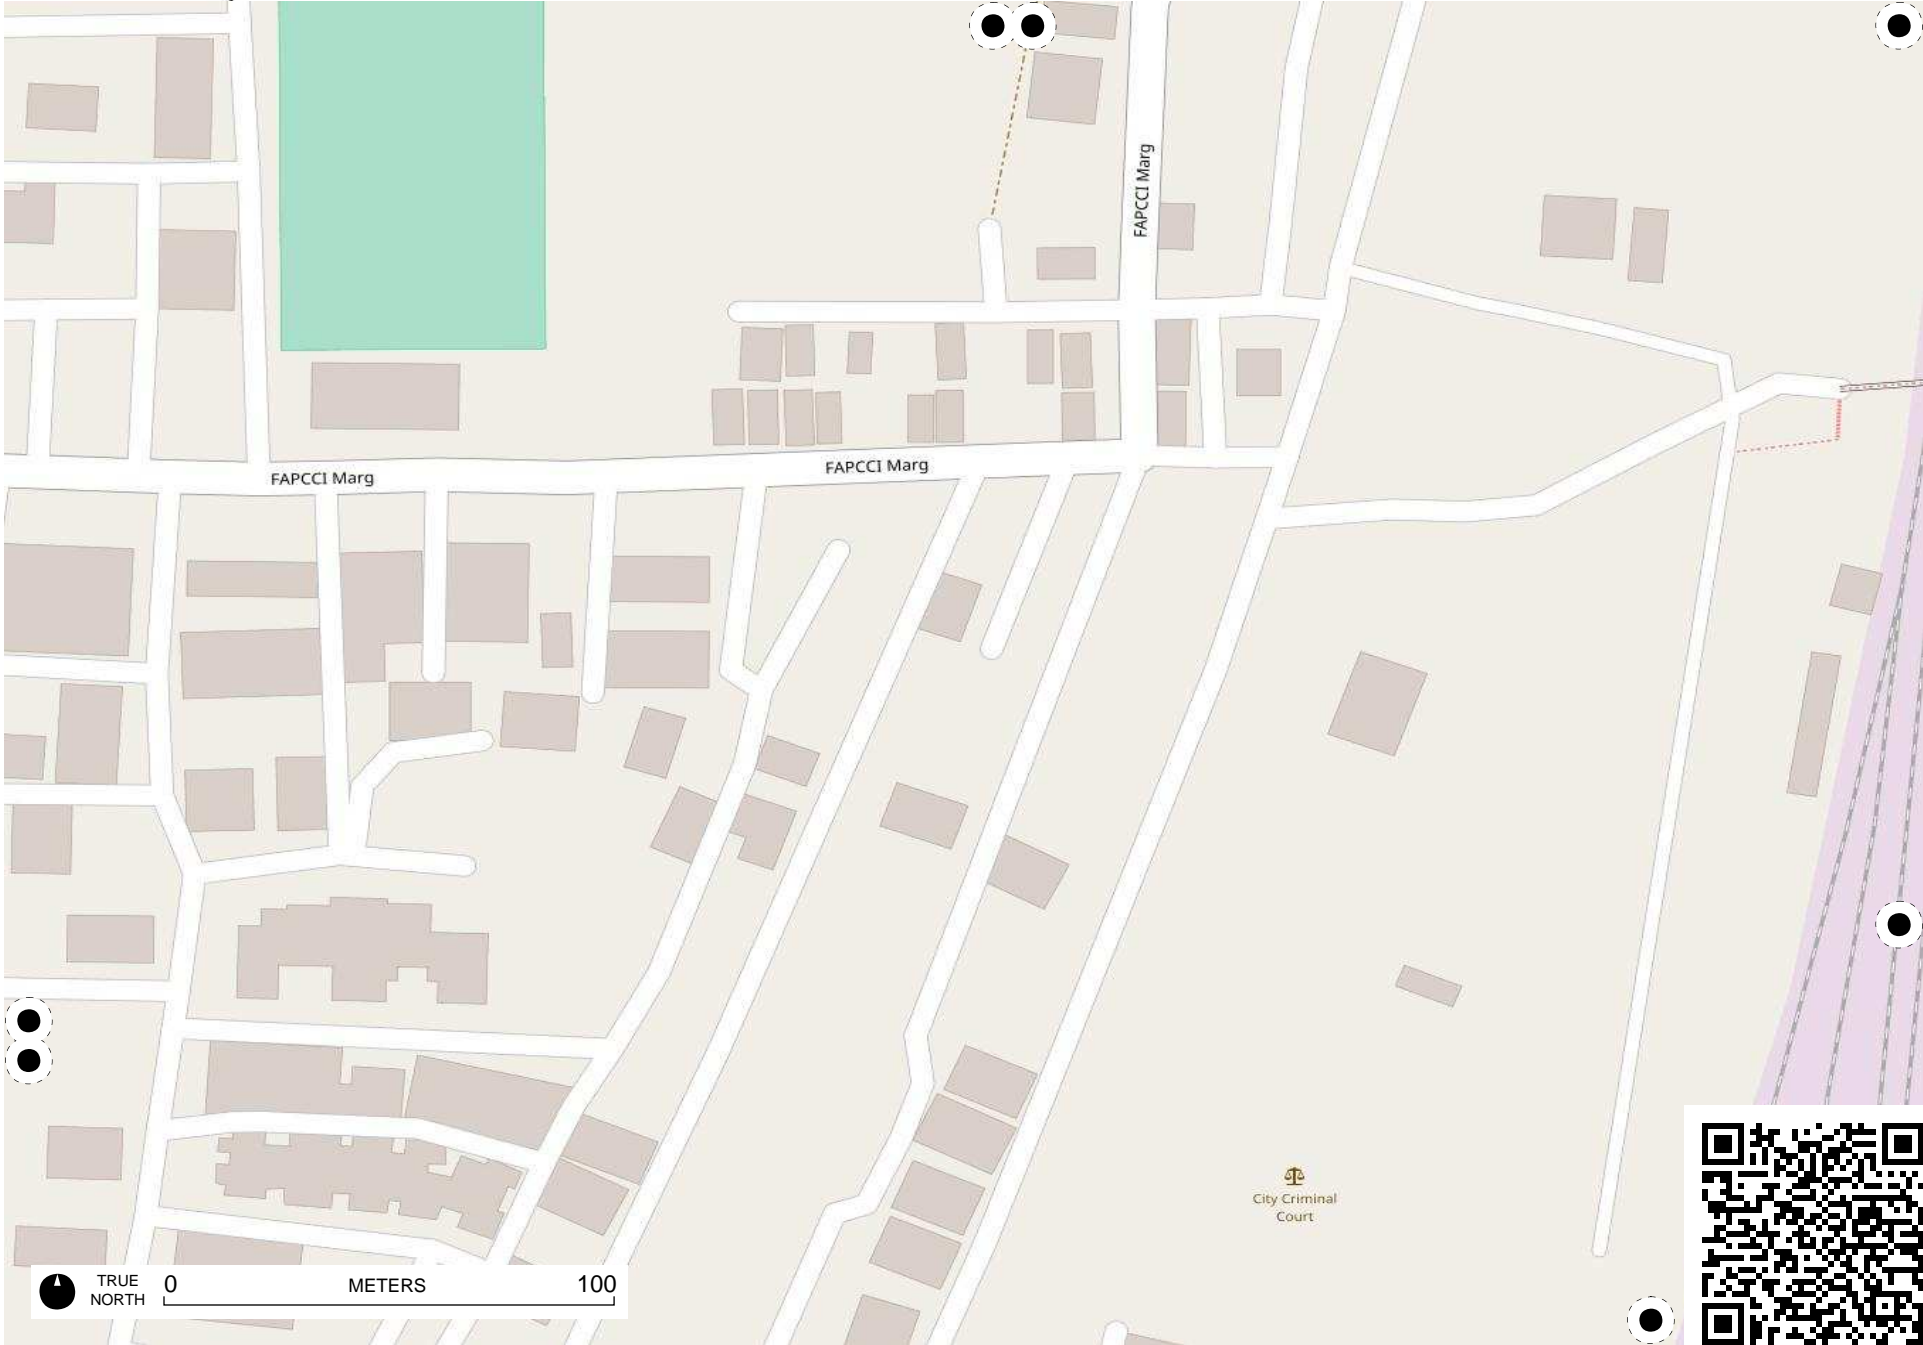 FAPCCI Marg
FAPCCI Marg
FAPCCI Marg
City Criminal
Court
TRUE
NORTH
0 METERS 100